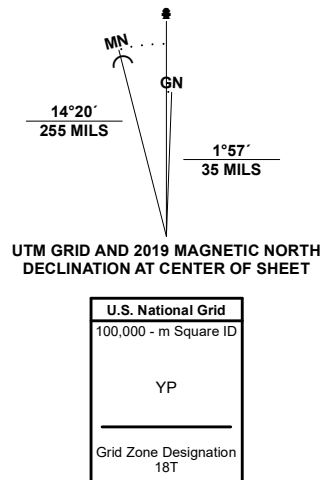 MN
GN
14°20´
255 MILS
1°57´
35 MILS
UTM GRID AND 2019 MAGNETIC NORTH
DECLINATION AT CENTER OF SHEET
U.S. National Grid
100,000 - m Square ID
YP
Grid Zone Designation
18T